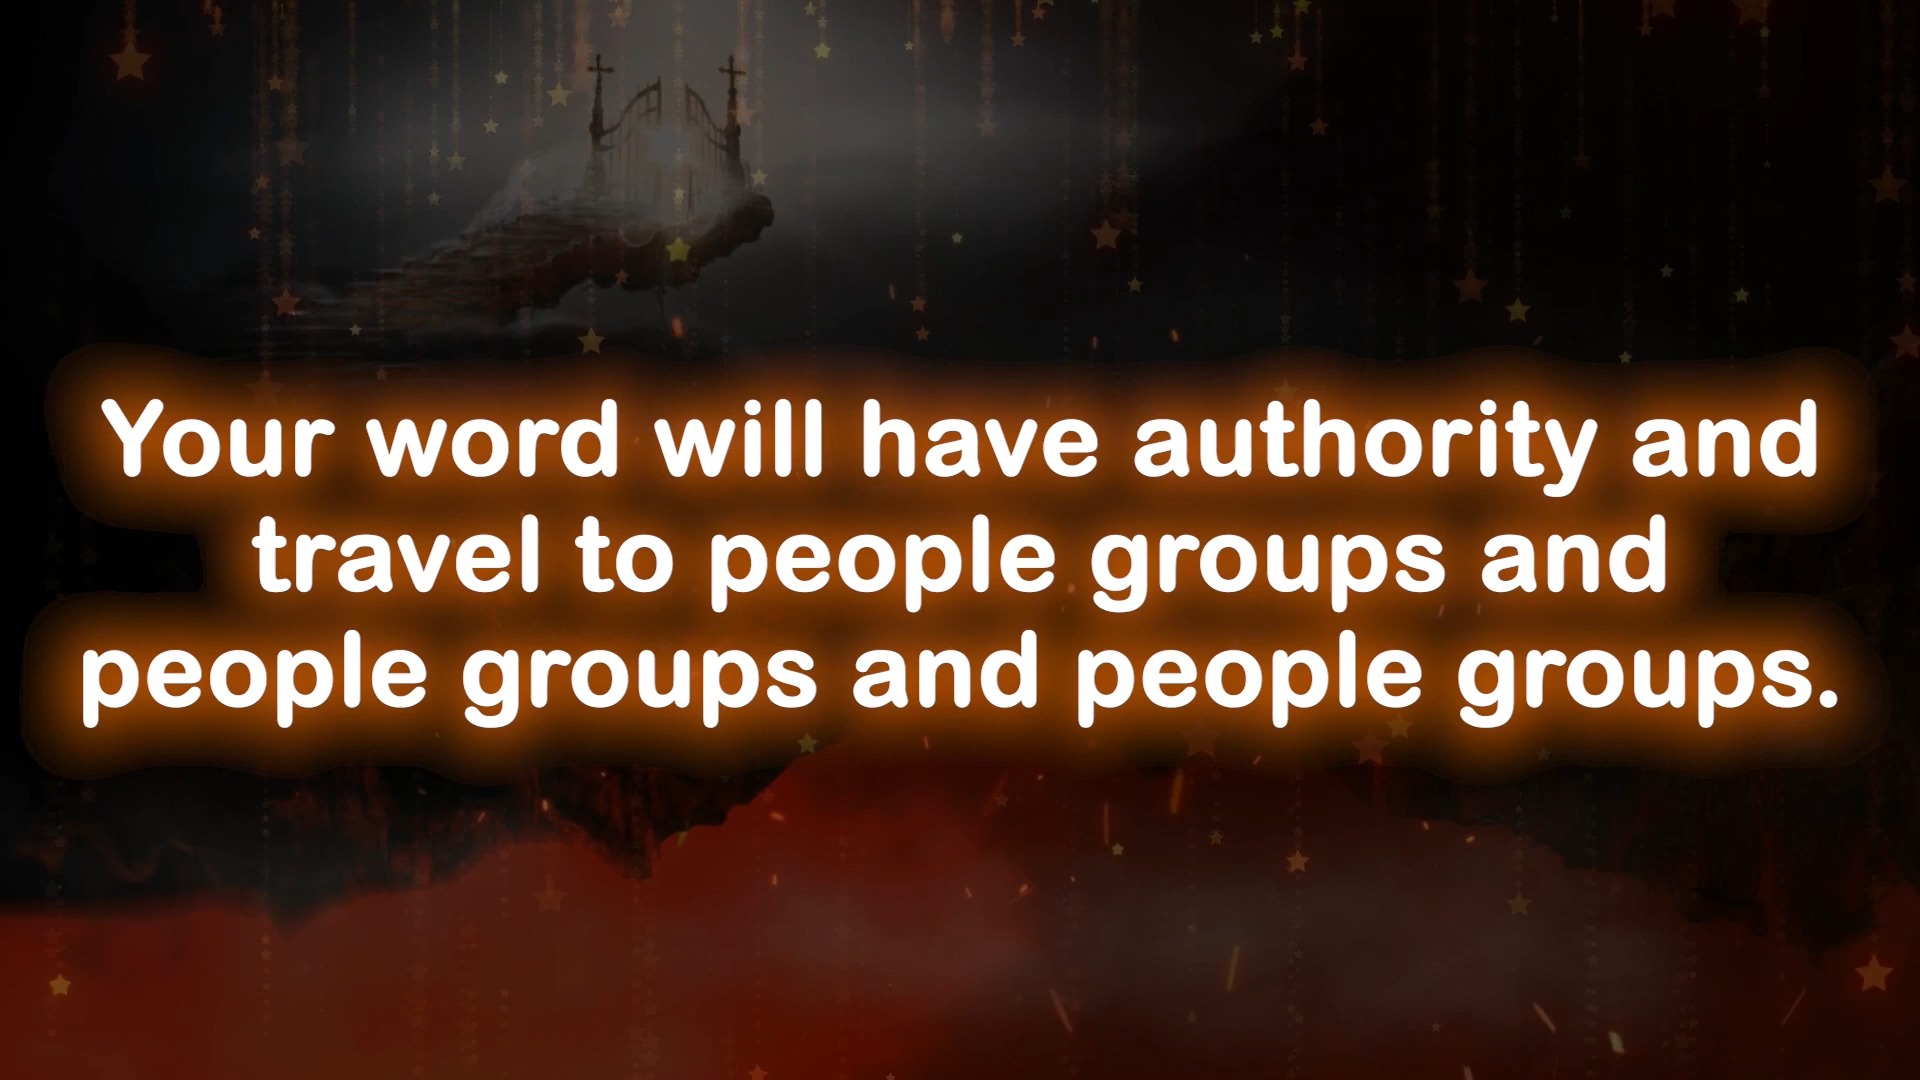 Your word will have authority and
travel to people groups and
people groups and people groups.